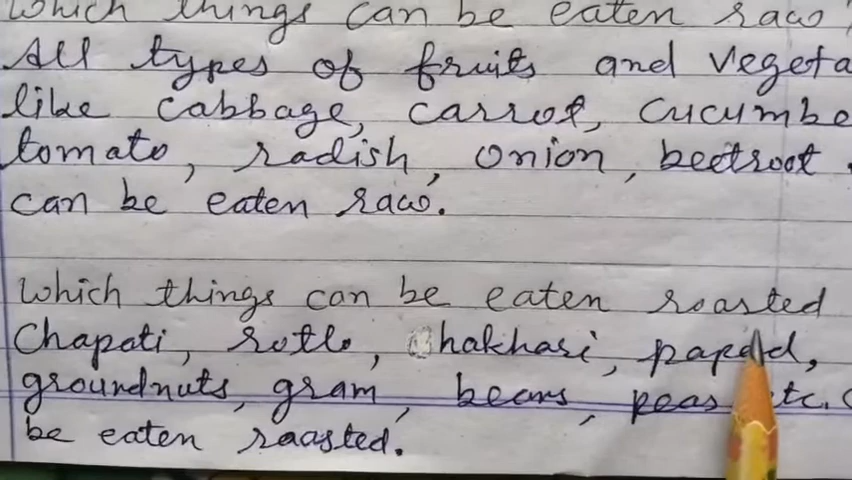 Which things can be eaten raw
All types of fruits and vegeta
like cabbage, carrot, cucumbe
tomato, radish, onion, beetroot.
can be eaten raw.
Which things can be eaten roasted
Chapati, rotlo, Bhakhari, papad,
groundnuts, gram, beans, peas etc. c
be eaten raasted.